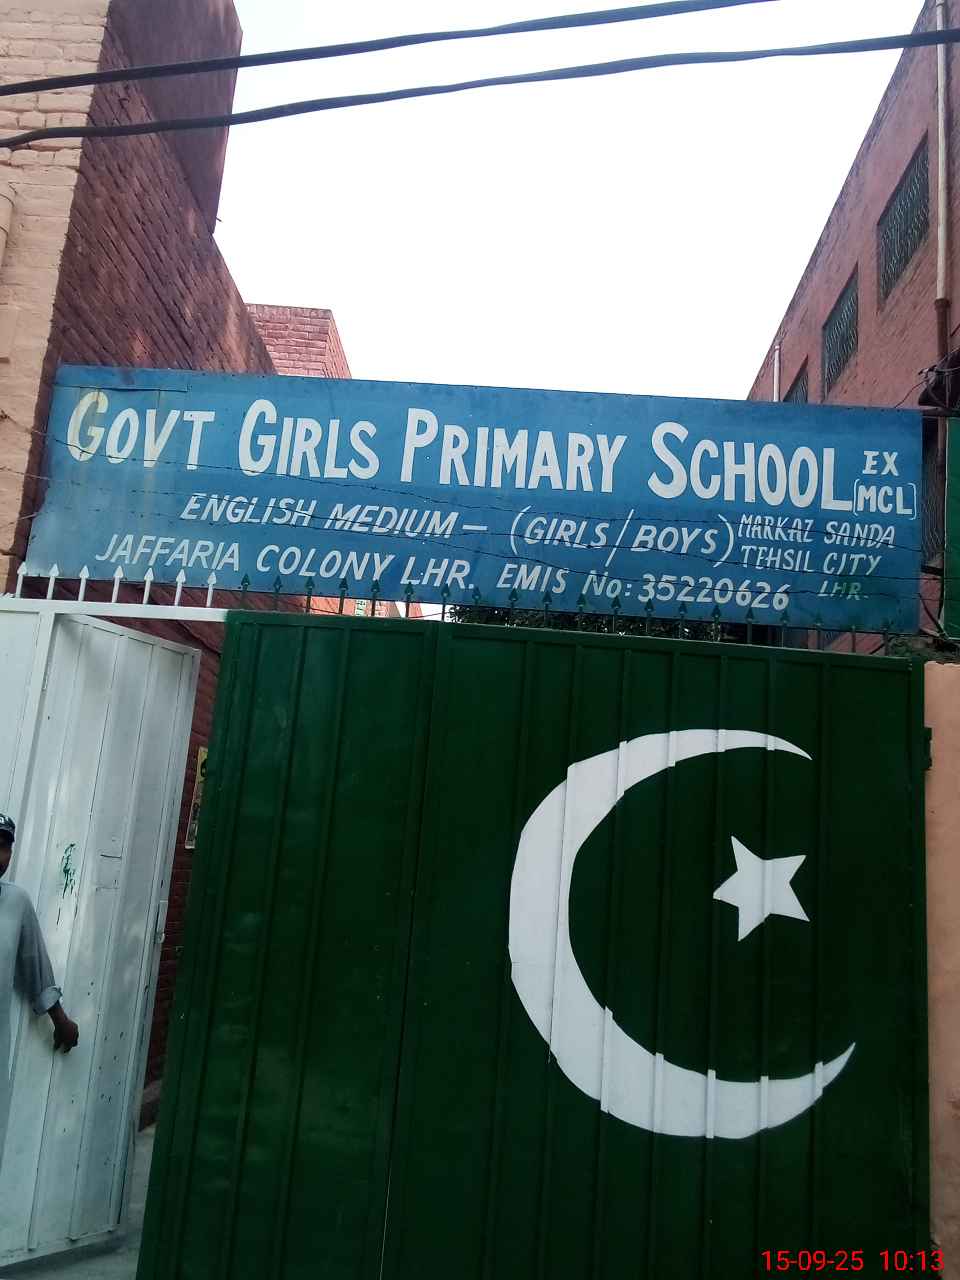 GOVT GIRLS PRIMARY SCHOOL EX (MCL)
ENGLISH MEDIUM – (GIRLS/BOYS) MARKAZ SANDA
TEHSIL CITY
JAFFARIA COLONY LHR. EMIS No: 35220626 LHR.
15-09-25 10:13